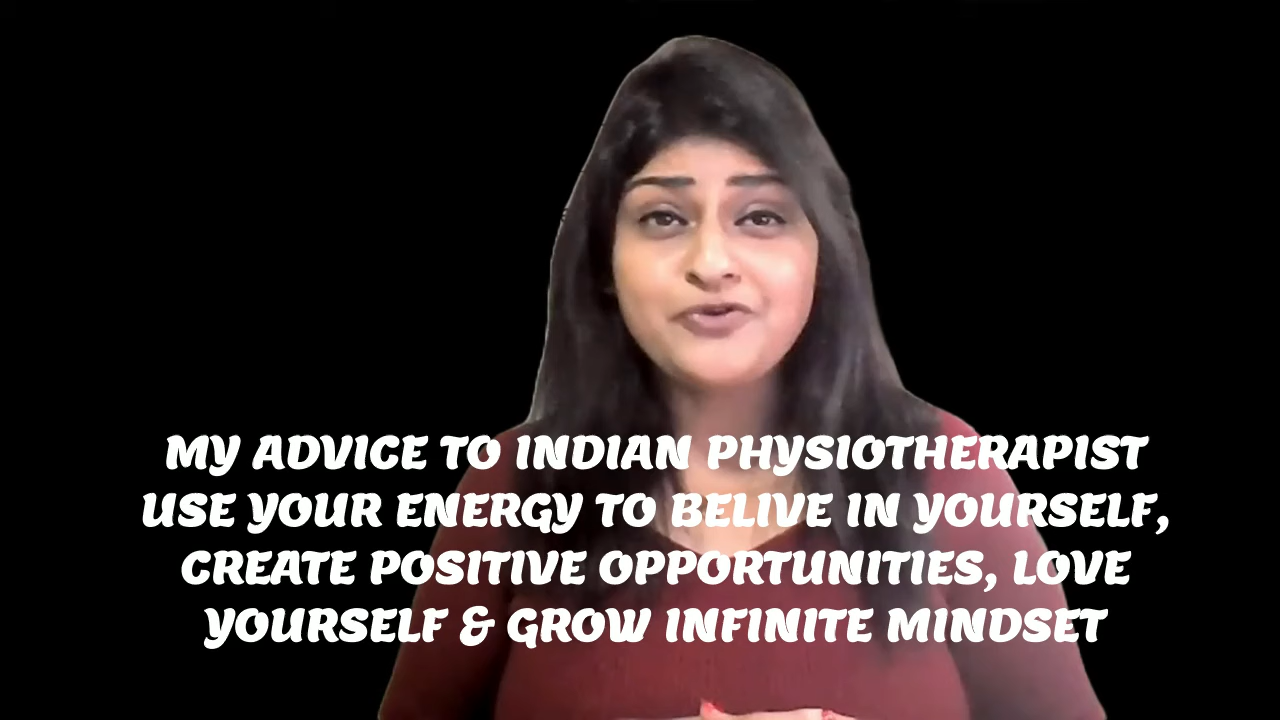 MY ADVICE TO INDIAN PHYSIOTHERAPIST
USE YOUR ENERGY TO BELIVE IN YOURSELF,
CREATE POSITIVE OPPORTUNITIES, LOVE
YOURSELF & GROW INFINITE MINDSET